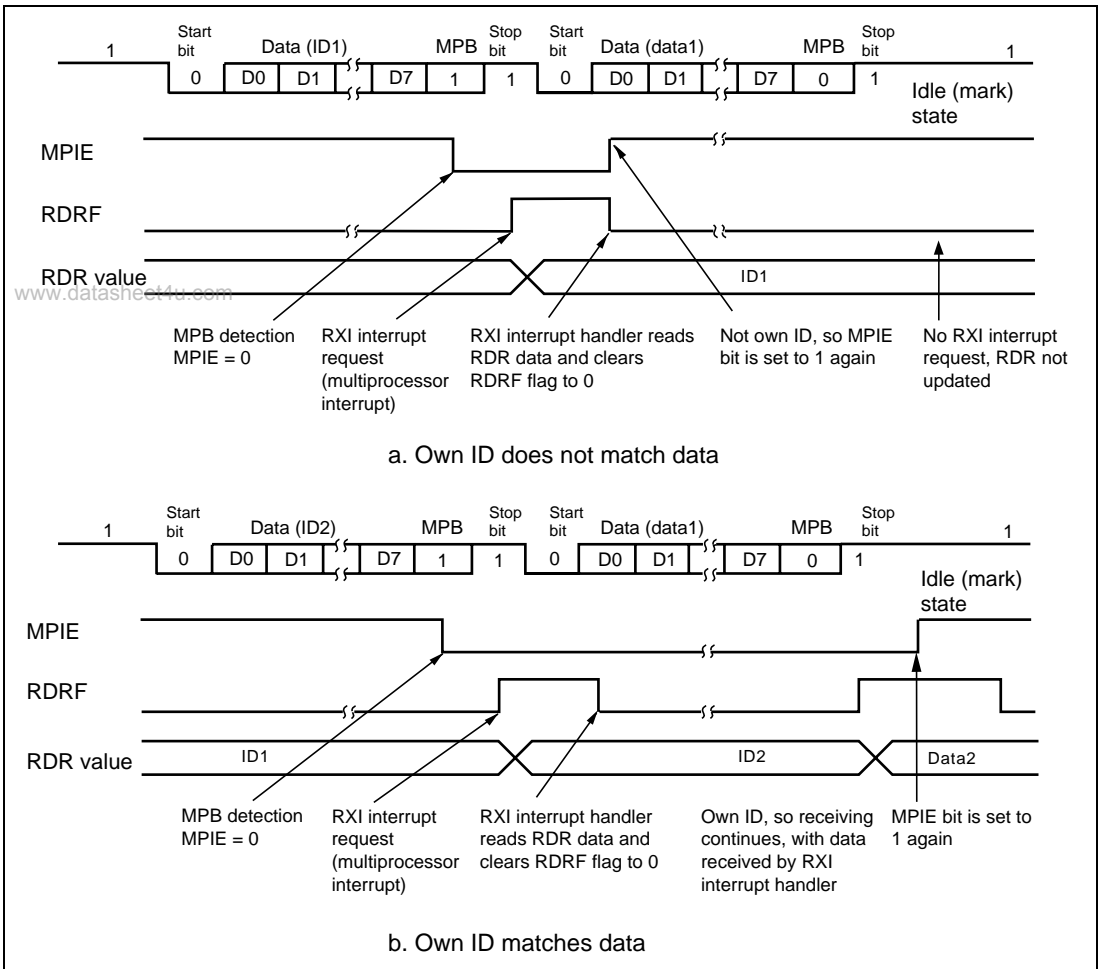 Start Stop Start Stop
1 bit Data (ID1) MPB bit bit Data (data1) MPB bit 1
0 D0 D1 D7 1 1 0 D0 D1 D7 0 1
Idle (mark)
state
MPIE
RDRF
RDR value
ID1
www.datasheet4u.com
MPB detection
MPIE = 0
RXI interrupt
request
(multiprocessor
interrupt)
RXI interrupt handler reads
RDR data and clears
RDRF flag to 0
Not own ID, so MPIE
bit is set to 1 again
No RXI interrupt
request, RDR not
updated
a. Own ID does not match data
Start Stop Start Stop
1 bit Data (ID2) MPB bit bit Data (data1) MPB bit 1
0 D0 D1 D7 1 1 0 D0 D1 D7 0 1
Idle (mark)
state
MPIE
RDRF
RDR value
ID1 ID2 Data2
MPB detection
MPIE = 0
RXI interrupt
request
(multiprocessor
interrupt)
RXI interrupt handler
reads RDR data and
clears RDRF flag to 0
Own ID, so receiving
continues, with data
received by RXI
interrupt handler
MPIE bit is set to
1 again
b. Own ID matches data